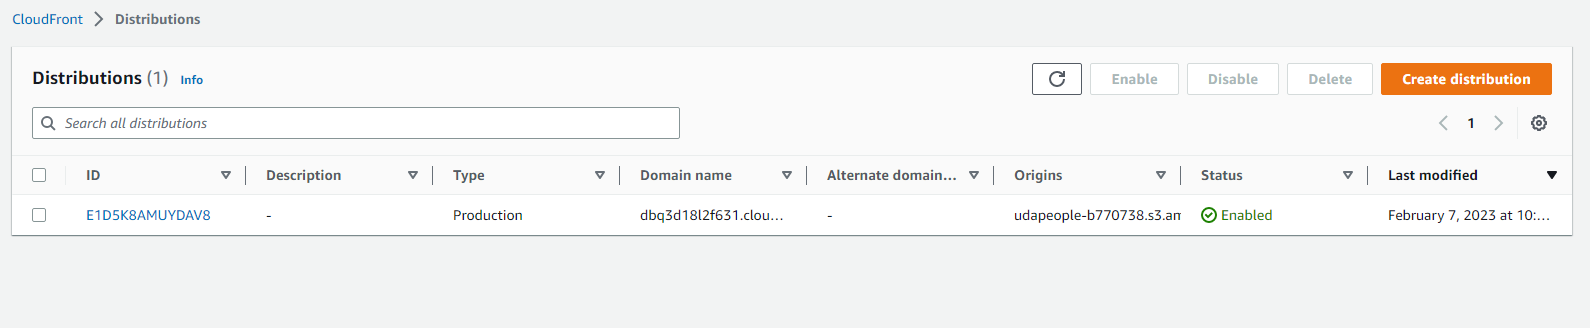 CloudFront > Distributions
Distributions (1) Info
Enable Disable Delete Create distribution
Search all distributions
1
ID Description Type Domain name Alternate domain... Origins Status Last modified
E1D5K8AMUYDAV8 - Production dbq3d18l2f631.clou... - udapeople-b770738.s3.am Enabled February 7, 2023 at 10:...